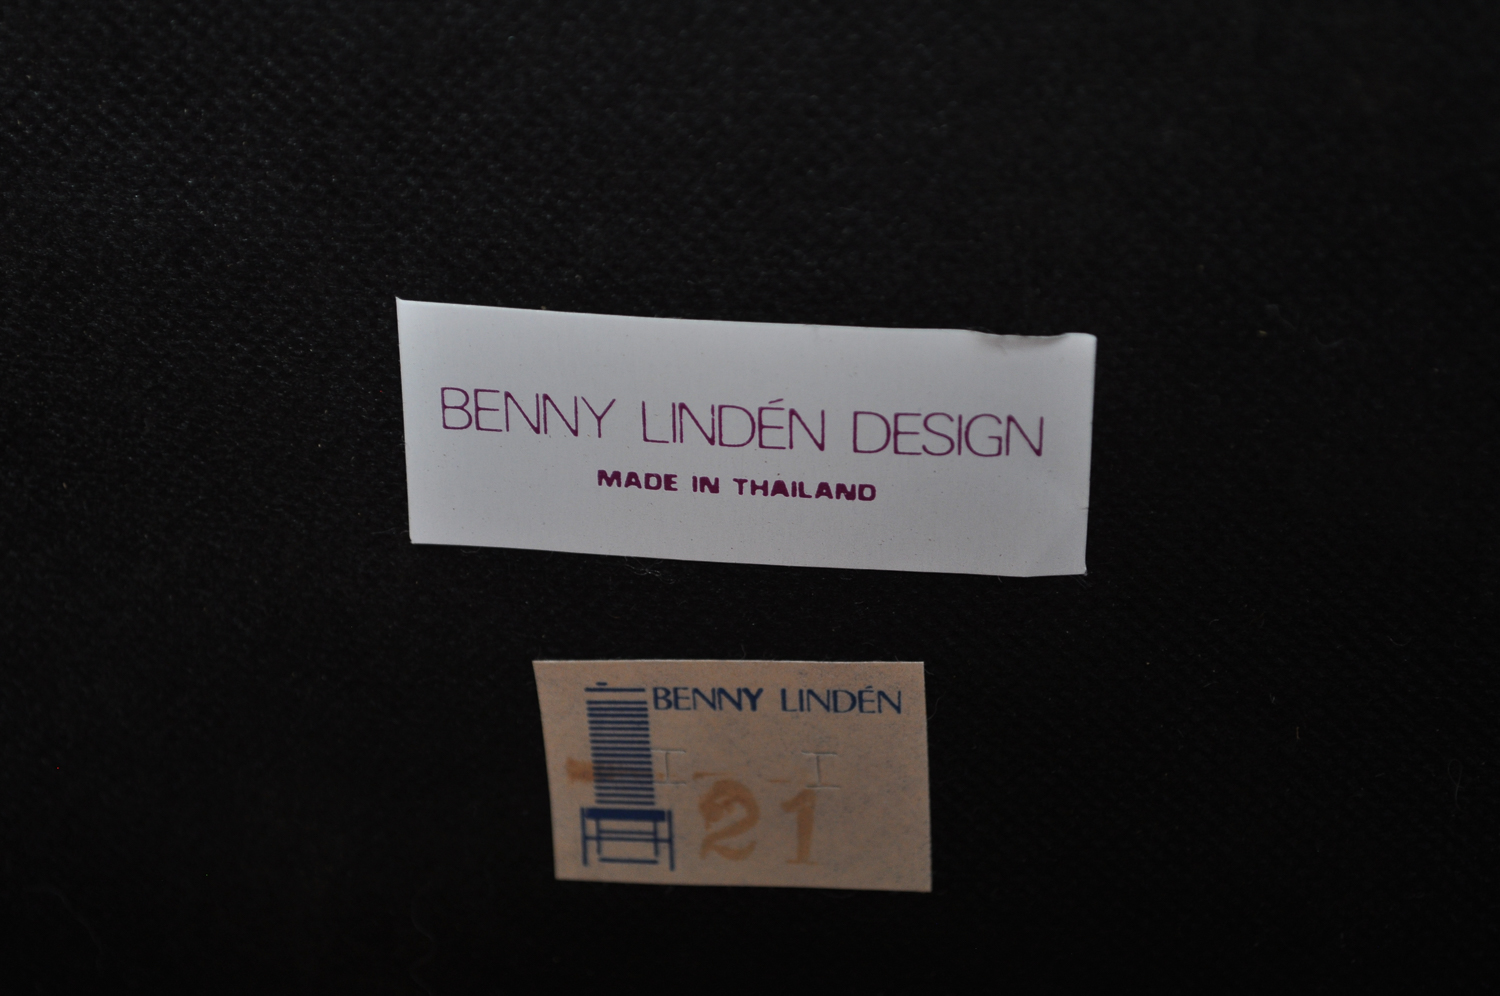 BENNY LINDÉN DESIGN
MADE IN THAILAND
BENNY LINDÉN
21